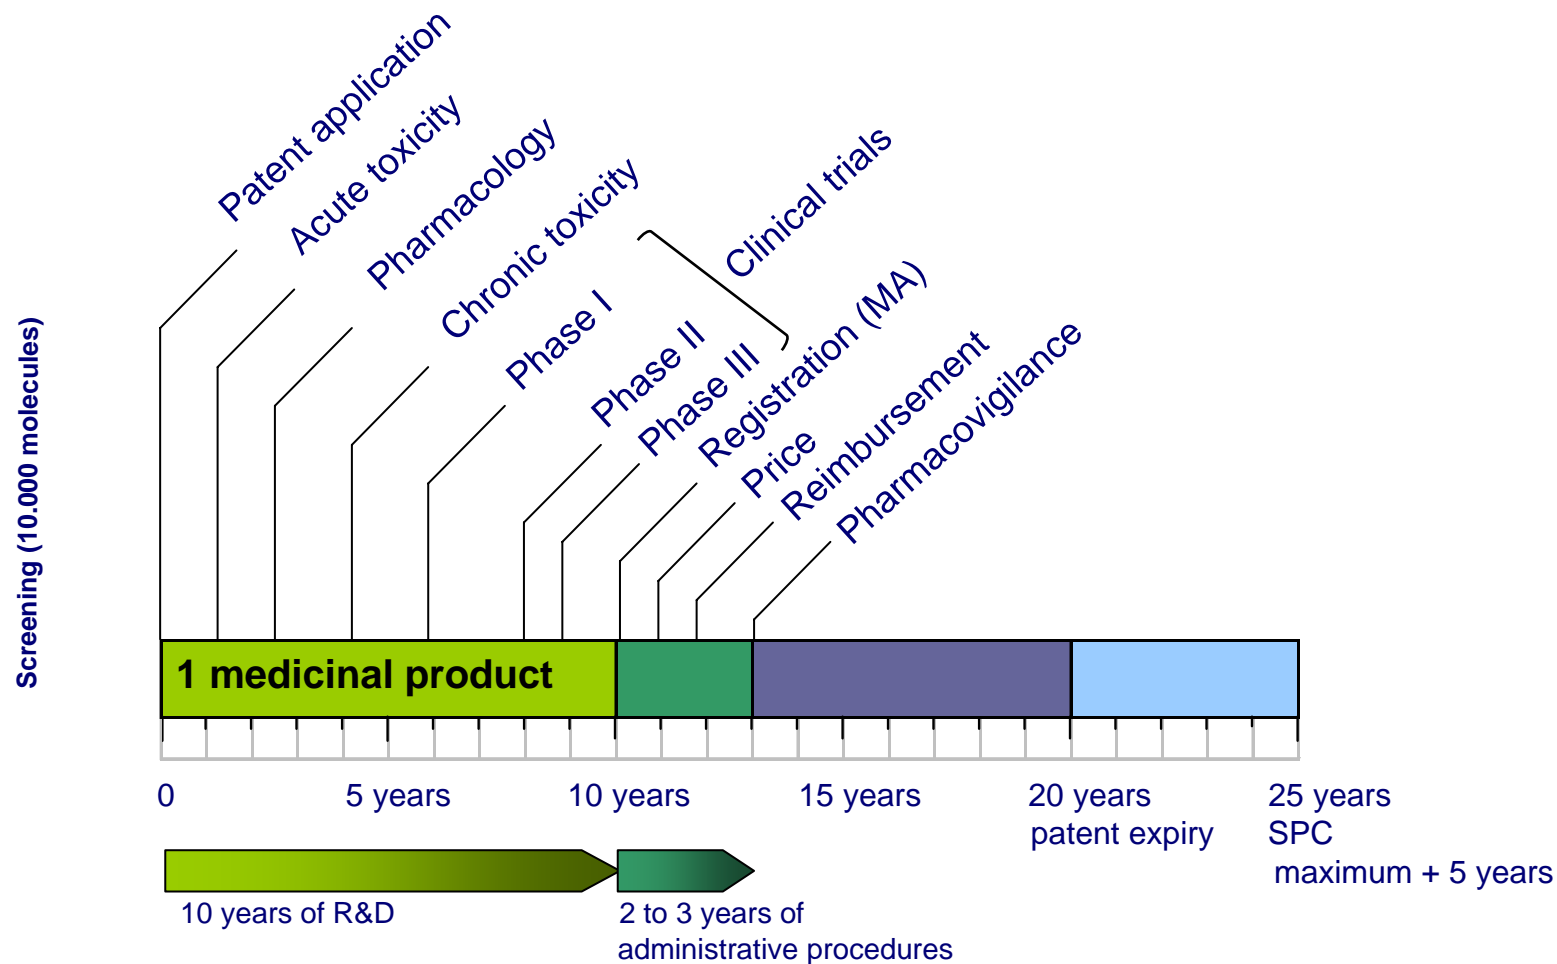 Screening (10.000 molecules)
Patent application
Acute toxicity
Pharmacology
Chronic toxicity
Phase I
Phase II
Phase III
Clinical trials
Registration (MA)
Price
Reimbursement
Pharmacovigilance
1 medicinal product
0
5 years
10 years
15 years
20 years
patent expiry
25 years
SPC
maximum + 5 years
10 years of R&D
2 to 3 years of
administrative procedures